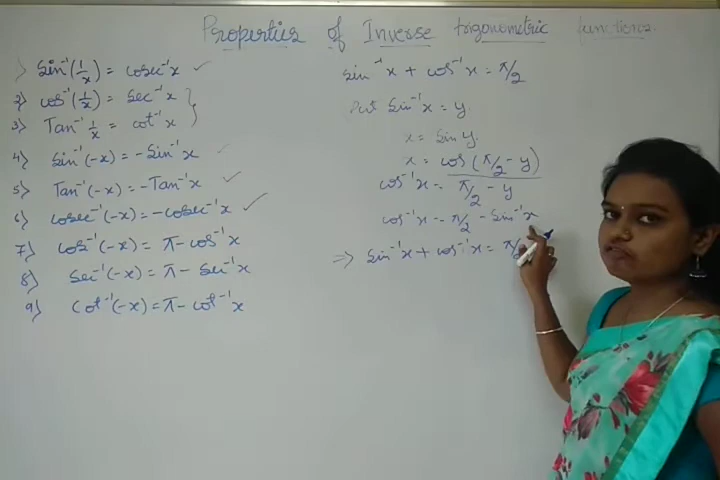 Properties of Inverse trigonometric functions.
1) Sin⁻¹(1/x) = cosec⁻¹x ✓
2) cos⁻¹(1/x) = Sec⁻¹x
3) Tan⁻¹ 1/x = cot⁻¹x
4) Sin⁻¹(-x) = -Sin⁻¹x
5) Tan⁻¹(-x) = -Tan⁻¹x ✓
6) cosec⁻¹(-x) = -cosec⁻¹x ✓
7) cos⁻¹(-x) = π - cos⁻¹x
8) Sec⁻¹(-x) = π - Sec⁻¹x
9) Cot⁻¹(-x) = π - cot⁻¹x
Sin⁻¹x + cos⁻¹x = π/2
Put Sin⁻¹x = y.
x = Sin y.
x = cos(π/2 - y)
cos⁻¹x = π/2 - y
cos⁻¹x = π/2 - Sin⁻¹x
⇒ Sin⁻¹x + cos⁻¹x = π/2